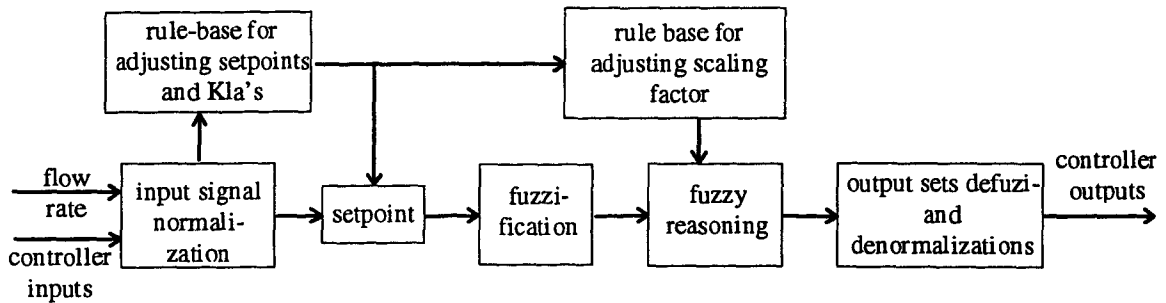 rule-base for
adjusting setpoints
and Kla's
rule base for
adjusting scaling
factor
flow
rate
controller
inputs
input signal
normali-
zation
setpoint
fuzzi-
fication
fuzzy
reasoning
output sets defuzi-
and
denormalizations
controller
outputs